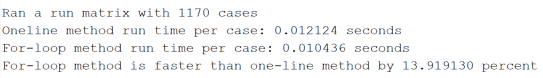 Ran a run matrix with 1170 cases
Oneline method run time per case: 0.012124 seconds
For-loop method run time per case: 0.010436 seconds
For-loop method is faster than one-line method by 13.919130 percent